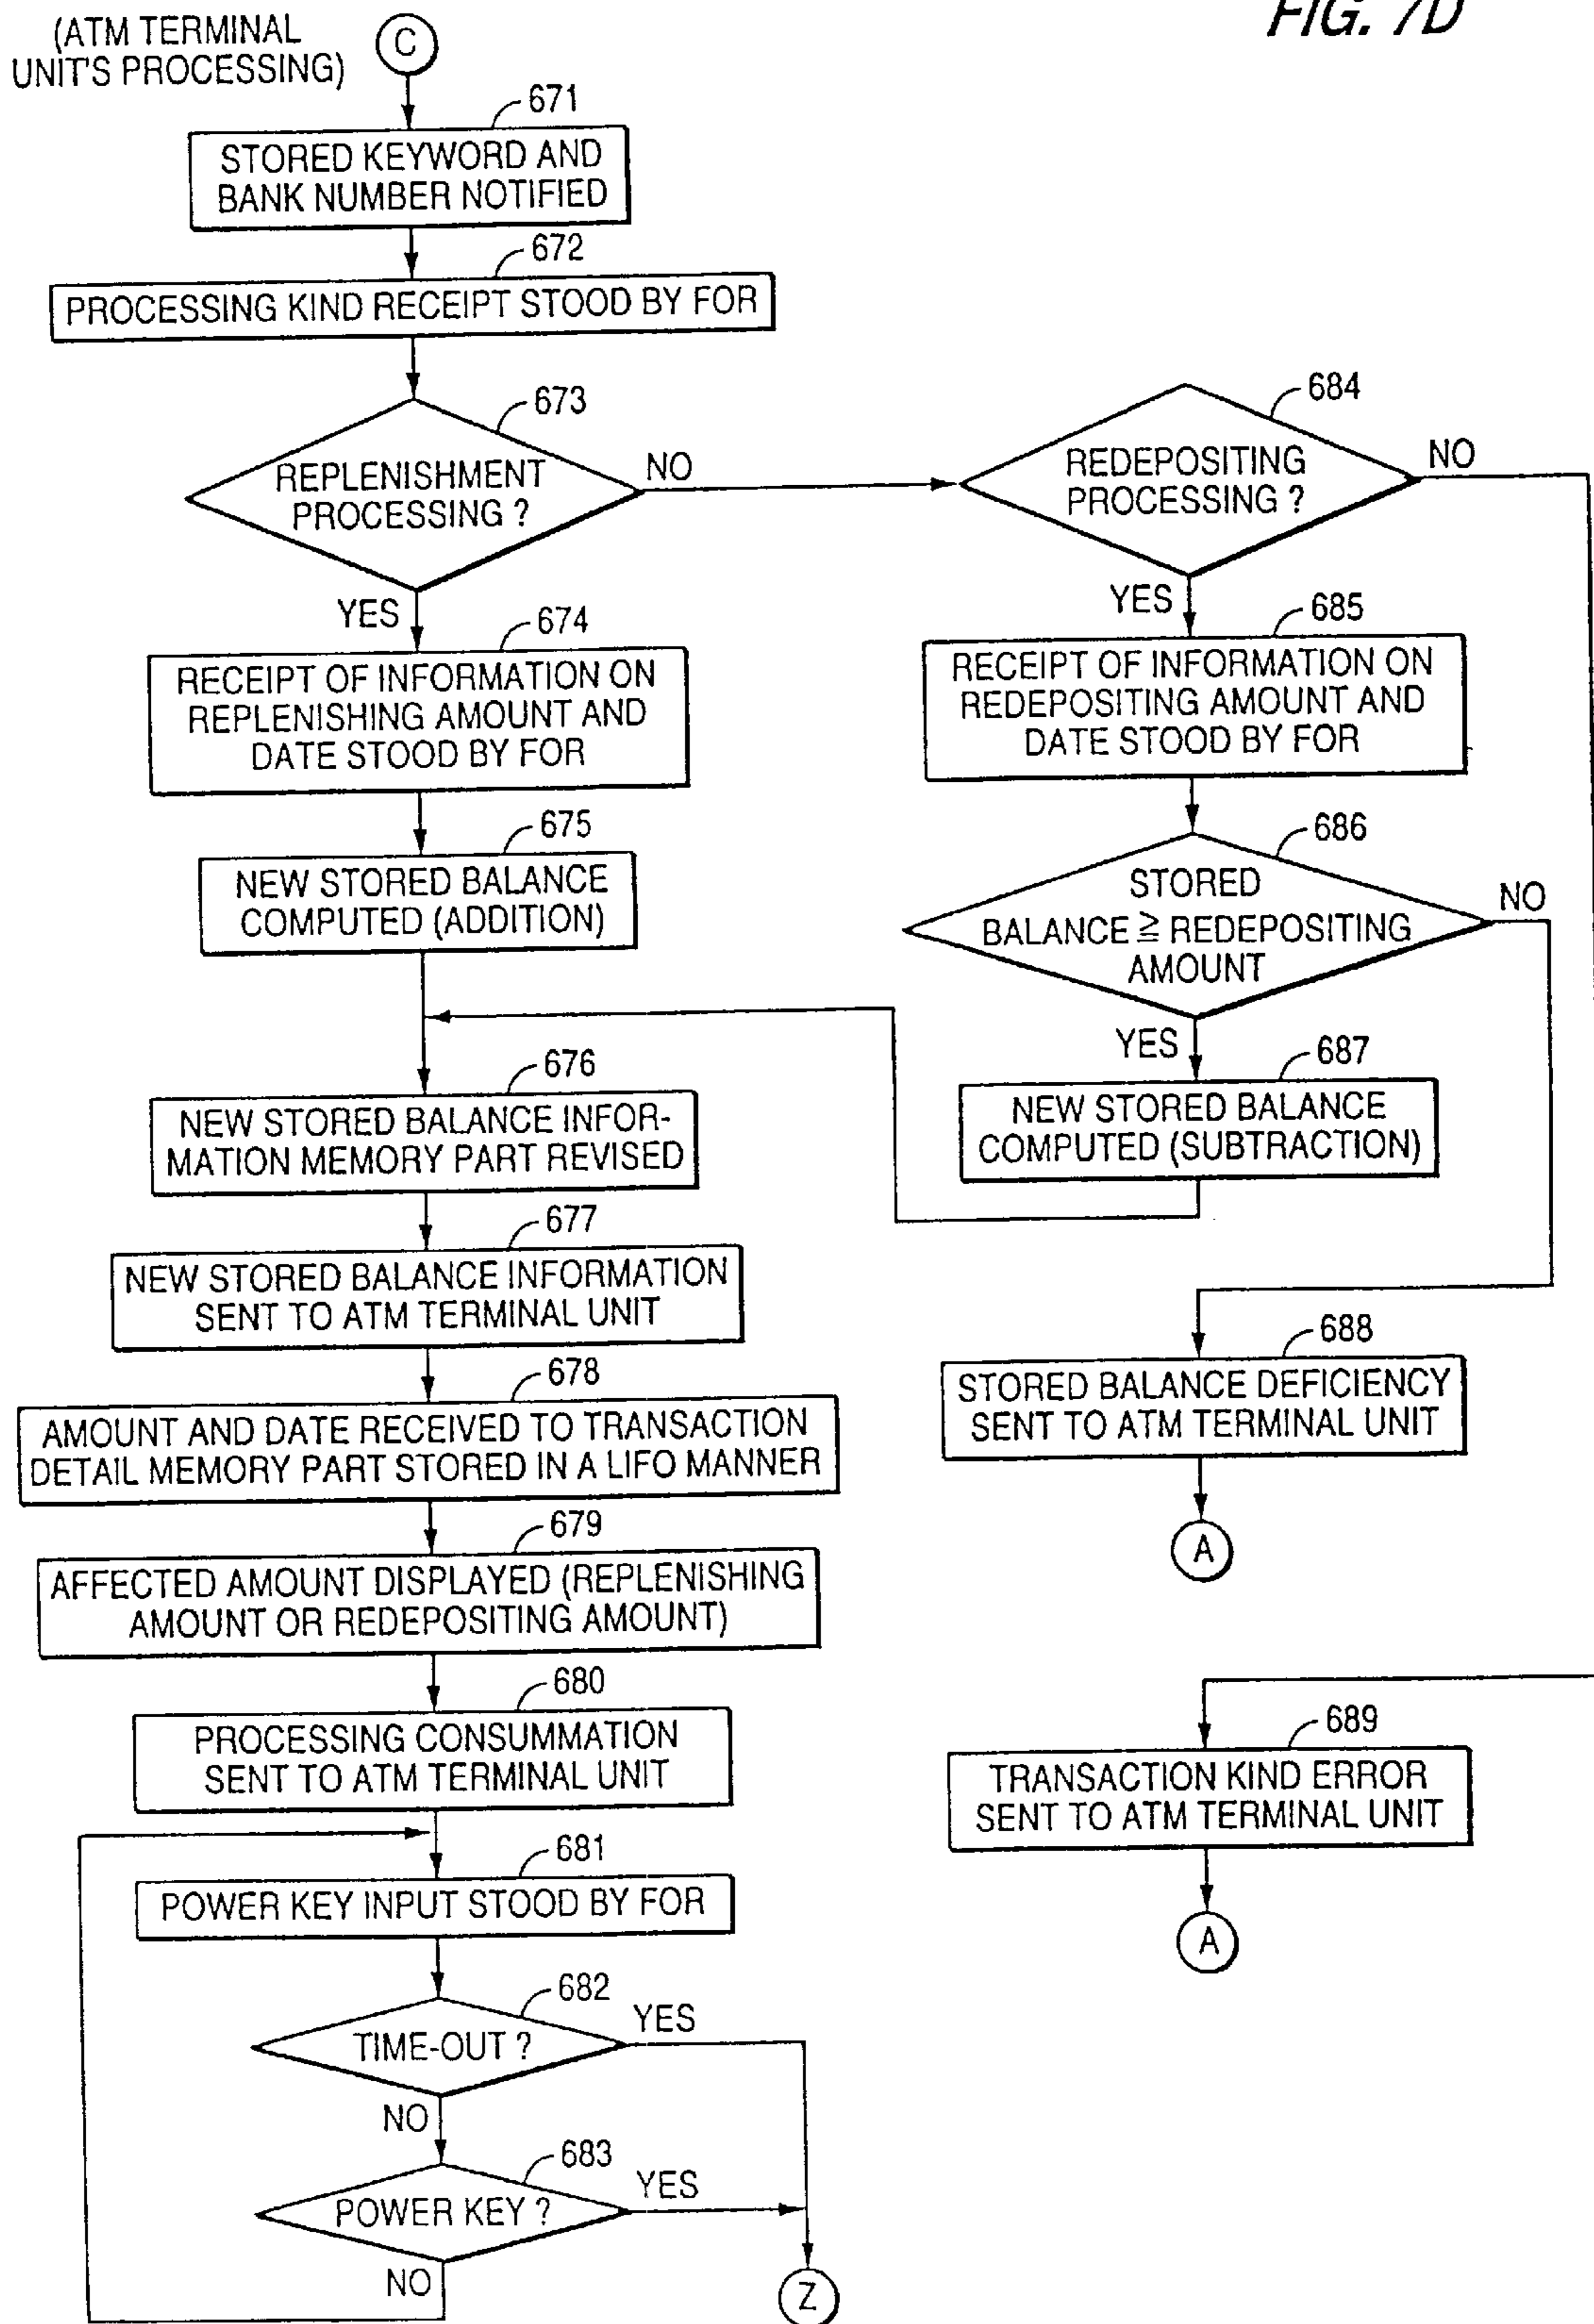 FIG. 7D
(ATM TERMINAL
UNIT'S PROCESSING)
C
671
STORED KEYWORD AND
BANK NUMBER NOTIFIED
672
PROCESSING KIND RECEIPT STOOD BY FOR
673
REPLENISHMENT
PROCESSING ?
NO
YES
674
RECEIPT OF INFORMATION ON
REPLENISHING AMOUNT AND
DATE STOOD BY FOR
675
NEW STORED BALANCE
COMPUTED (ADDITION)
676
NEW STORED BALANCE INFOR-
MATION MEMORY PART REVISED
677
NEW STORED BALANCE INFORMATION
SENT TO ATM TERMINAL UNIT
678
AMOUNT AND DATE RECEIVED TO TRANSACTION
DETAIL MEMORY PART STORED IN A LIFO MANNER
679
AFFECTED AMOUNT DISPLAYED (REPLENISHING
AMOUNT OR REDEPOSITING AMOUNT)
680
PROCESSING CONSUMMATION
SENT TO ATM TERMINAL UNIT
681
POWER KEY INPUT STOOD BY FOR
682
TIME-OUT ?
YES
NO
683
POWER KEY ?
YES
NO
Z
684
REDEPOSITING
PROCESSING ?
NO
YES
685
RECEIPT OF INFORMATION ON
REDEPOSITING AMOUNT AND
DATE STOOD BY FOR
686
STORED
BALANCE ≧ REDEPOSITING
AMOUNT
NO
YES
687
NEW STORED BALANCE
COMPUTED (SUBTRACTION)
688
STORED BALANCE DEFICIENCY
SENT TO ATM TERMINAL UNIT
A
689
TRANSACTION KIND ERROR
SENT TO ATM TERMINAL UNIT
A